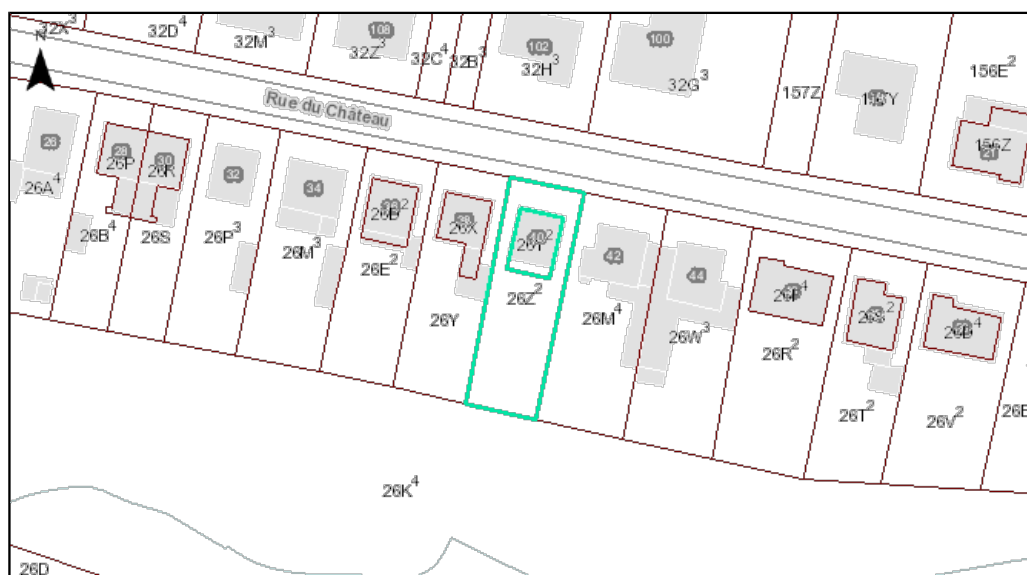 32X³
32D⁴
32M³
108
32Z³
32C⁴
32B³
102
32H³
100
32G³
157Z
156E²
N
Rue du Château
26
28
26P
30
26R
32
34
42
44
21
156Z
26A⁴
26B⁴
26S
26P³
26M³
26E²
26X
26Y
26Z²
26M⁴
26W³
26R²
26T²
26V²
26K⁴
26D